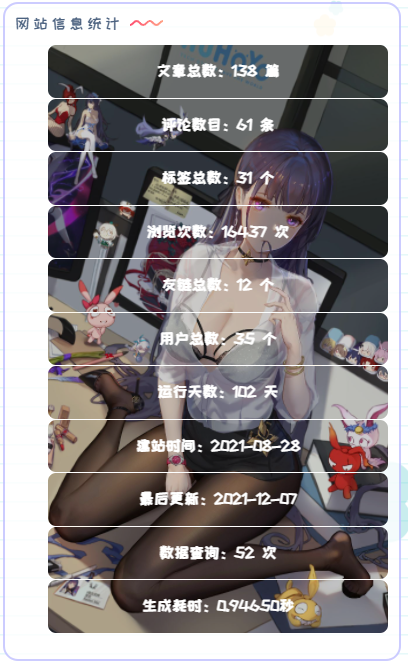 网站信息统计
miHoYo
文章总数：138 篇
评论数目：61 条
标签总数：31 个
浏览次数：16437 次
友链总数：12 个
用户总数：35 个
运行天数：102 天
建站时间：2021-08-28
最后更新：2021-12-07
数据查询：52 次
生成耗时：0.94650秒